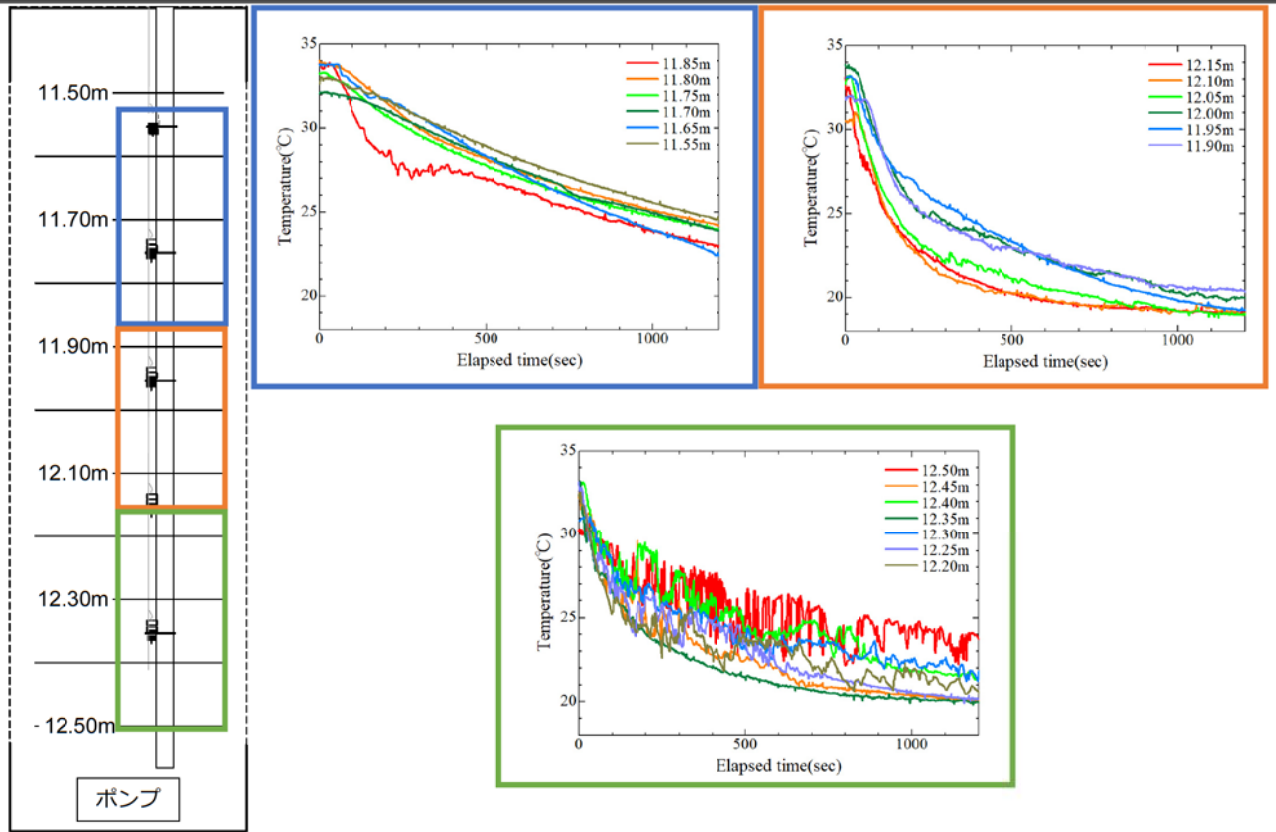 11.50m
11.70m
11.90m
12.10m
12.30m
- 12.50m
ポンプ
35
30
25
20
Temperature(℃)
0
500
1000
Elapsed time(sec)
11.85m
11.80m
11.75m
11.70m
11.65m
11.55m
35
30
25
20
Temperature(℃)
0
500
1000
Elapsed time(sec)
12.15m
12.10m
12.05m
12.00m
11.95m
11.90m
35
30
25
20
Temperature(℃)
0
500
1000
Elapsed time(sec)
12.50m
12.45m
12.40m
12.35m
12.30m
12.25m
12.20m